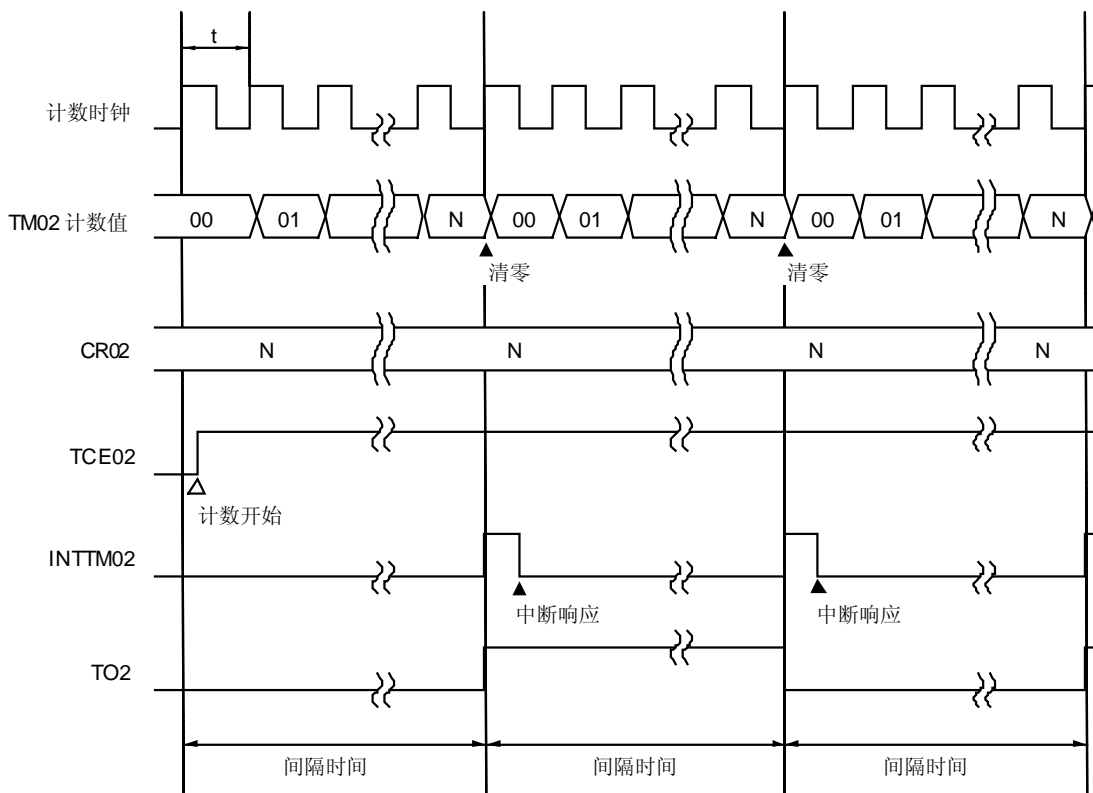 t
计数时钟
TM02 计数值 00 01 N 00 01 N 00 01 N
清零 清零
CR02 N N N N
TCE02
计数开始
INTTM02
中断响应 中断响应
TO2
间隔时间 间隔时间 间隔时间